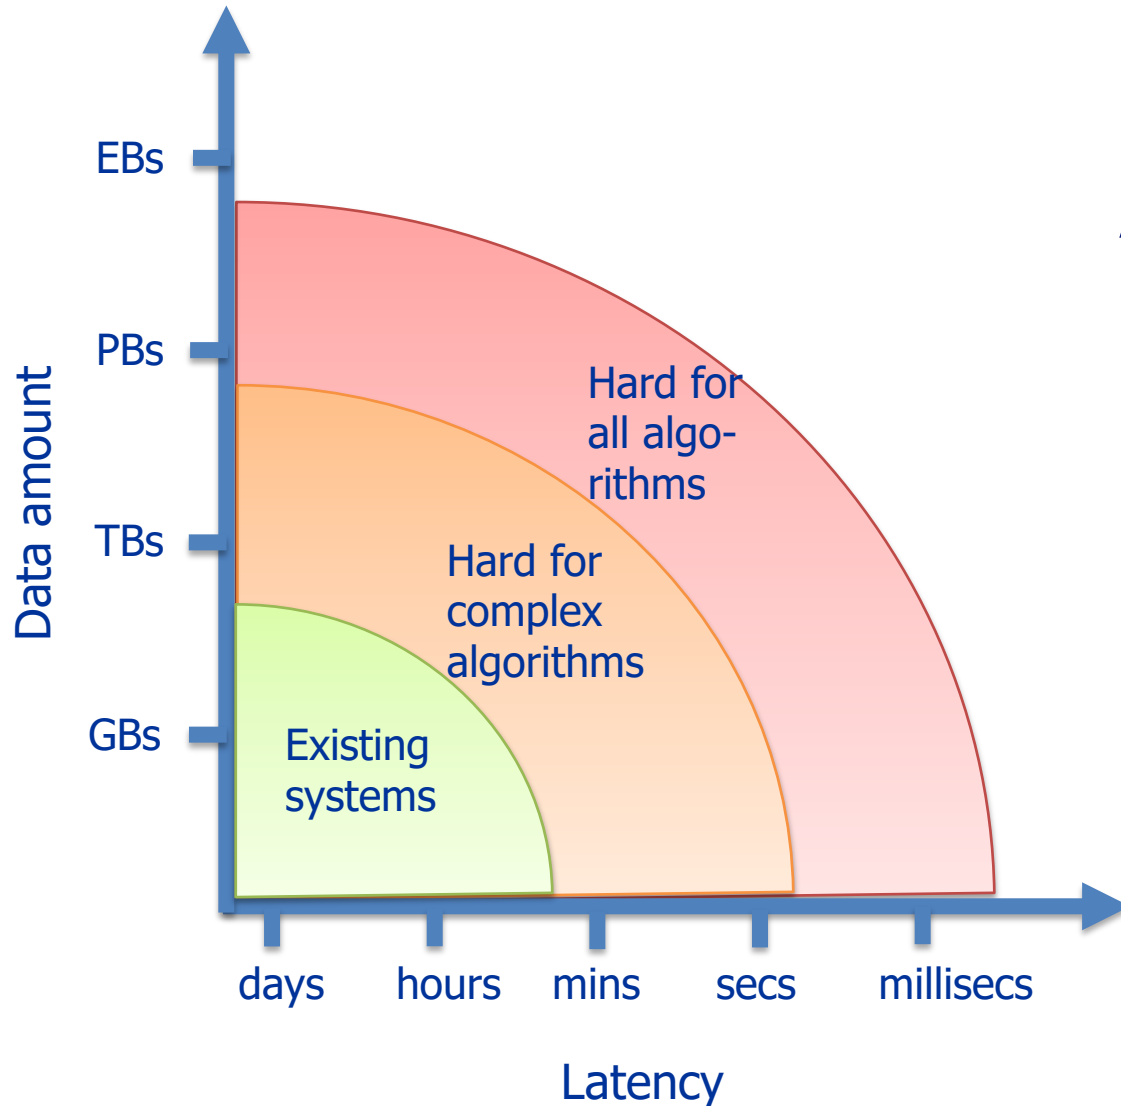 EBs
PBs
TBs
GBs
Data amount
Hard for
all algo-
rithms
Hard for
complex
algorithms
Existing
systems
days
hours
mins
secs
millisecs
Latency